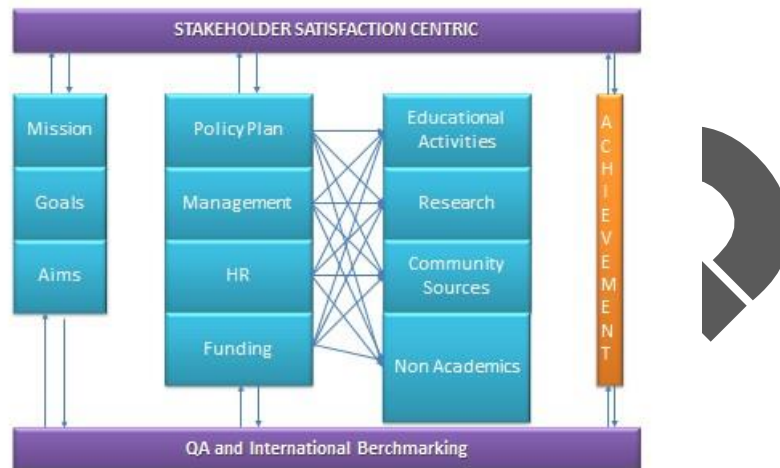 STAKEHOLDER SATISFACTION CENTRIC
Mission
Goals
Aims
Policy Plan
Management
HR
Funding
Educational
Activities
Research
Community
Sources
Non Academics
ACHIEVEMENT
QA and International Berchmarking